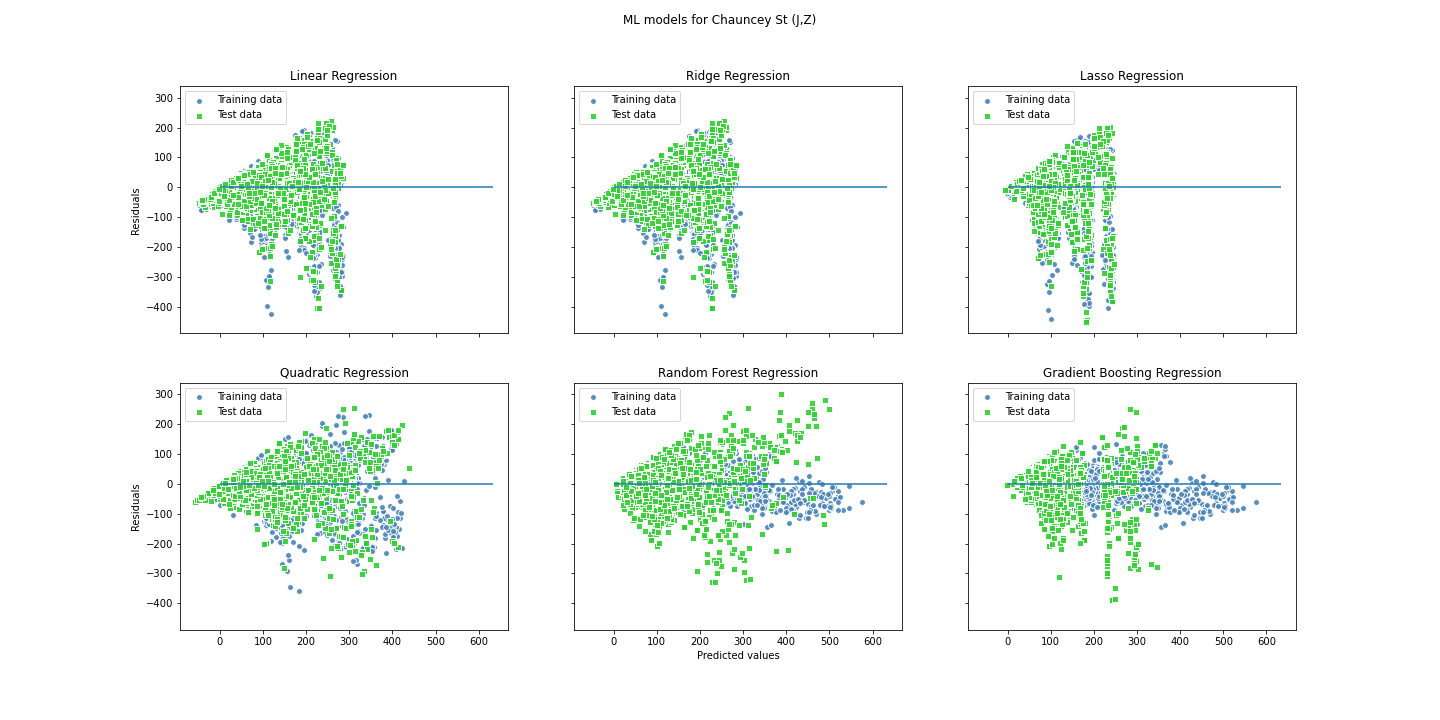 ML models for Chauncey St (J,Z)
Linear Regression
Ridge Regression
Lasso Regression
Training data
Test data
Training data
Test data
Training data
Test data
300
200
100
0
−100
−200
−300
−400
Residuals
Quadratic Regression
Random Forest Regression
Gradient Boosting Regression
Training data
Test data
Training data
Test data
Training data
Test data
300
200
100
0
−100
−200
−300
−400
Residuals
0 100 200 300 400 500 600
0 100 200 300 400 500 600
0 100 200 300 400 500 600
Predicted values